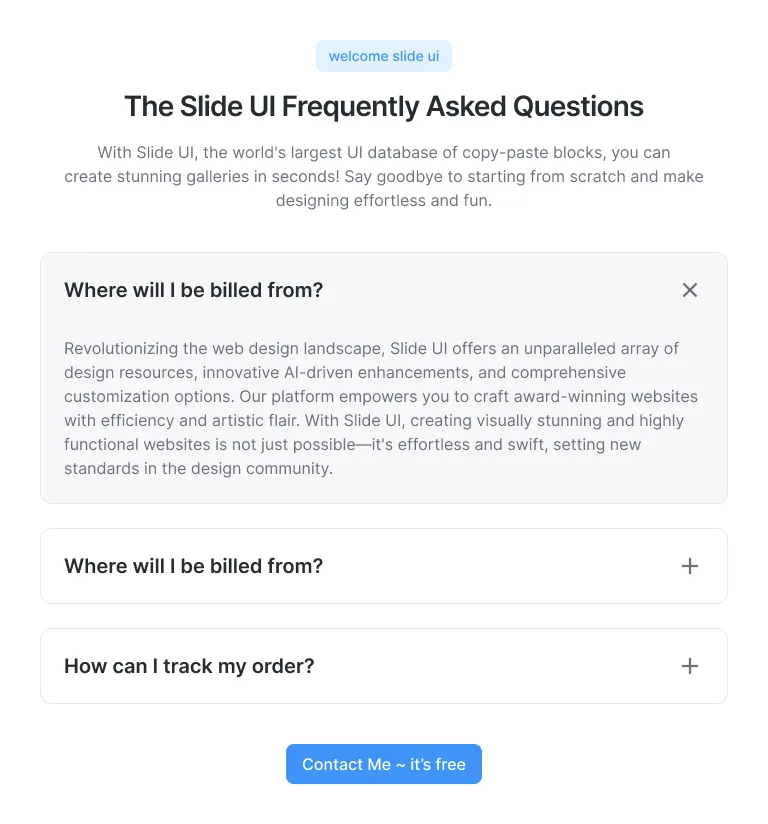 welcome slide ui
The Slide UI Frequently Asked Questions
With Slide UI, the world's largest UI database of copy-paste blocks, you can
create stunning galleries in seconds! Say goodbye to starting from scratch and make
designing effortless and fun.
Where will I be billed from?
Revolutionizing the web design landscape, Slide UI offers an unparalleled array of
design resources, innovative AI-driven enhancements, and comprehensive
customization options. Our platform empowers you to craft award-winning websites
with efficiency and artistic flair. With Slide UI, creating visually stunning and highly
functional websites is not just possible—it's effortless and swift, setting new
standards in the design community.
Where will I be billed from?
How can I track my order?
Contact Me ~ it’s free